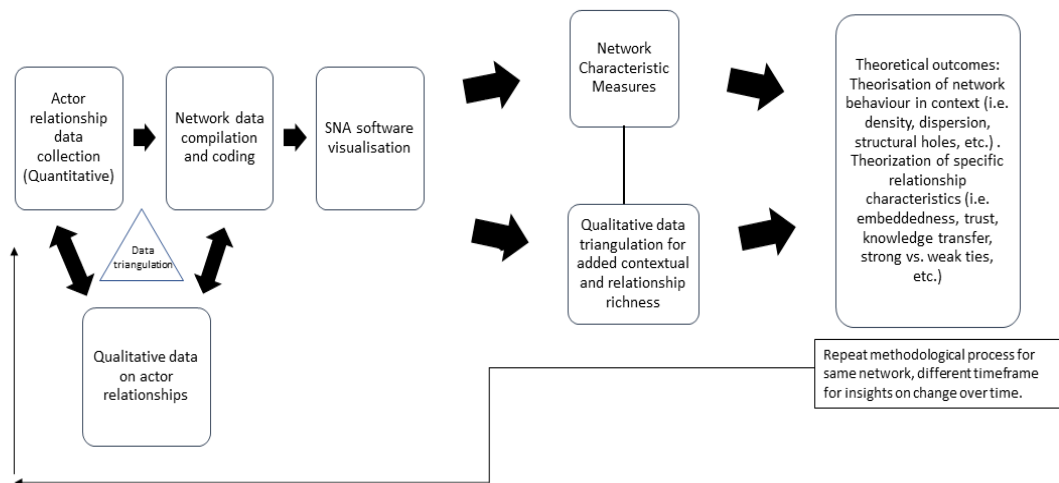 Actor
relationship
data
collection
(Quantitative)
Network data
compilation
and coding
SNA software
visualisation
Data
triangulation
Qualitative data
on actor
relationships
Network
Characteristic
Measures
Qualitative data
triangulation for
added contextual
and relationship
richness
Theoretical outcomes:
Theorisation of network
behaviour in context (i.e.
density, dispersion,
structural holes, etc.) .
Theorization of specific
relationship
characteristics (i.e.
embeddedness, trust,
knowledge transfer,
strong vs. weak ties,
etc.)
Repeat methodological process for
same network, different timeframe
for insights on change over time.